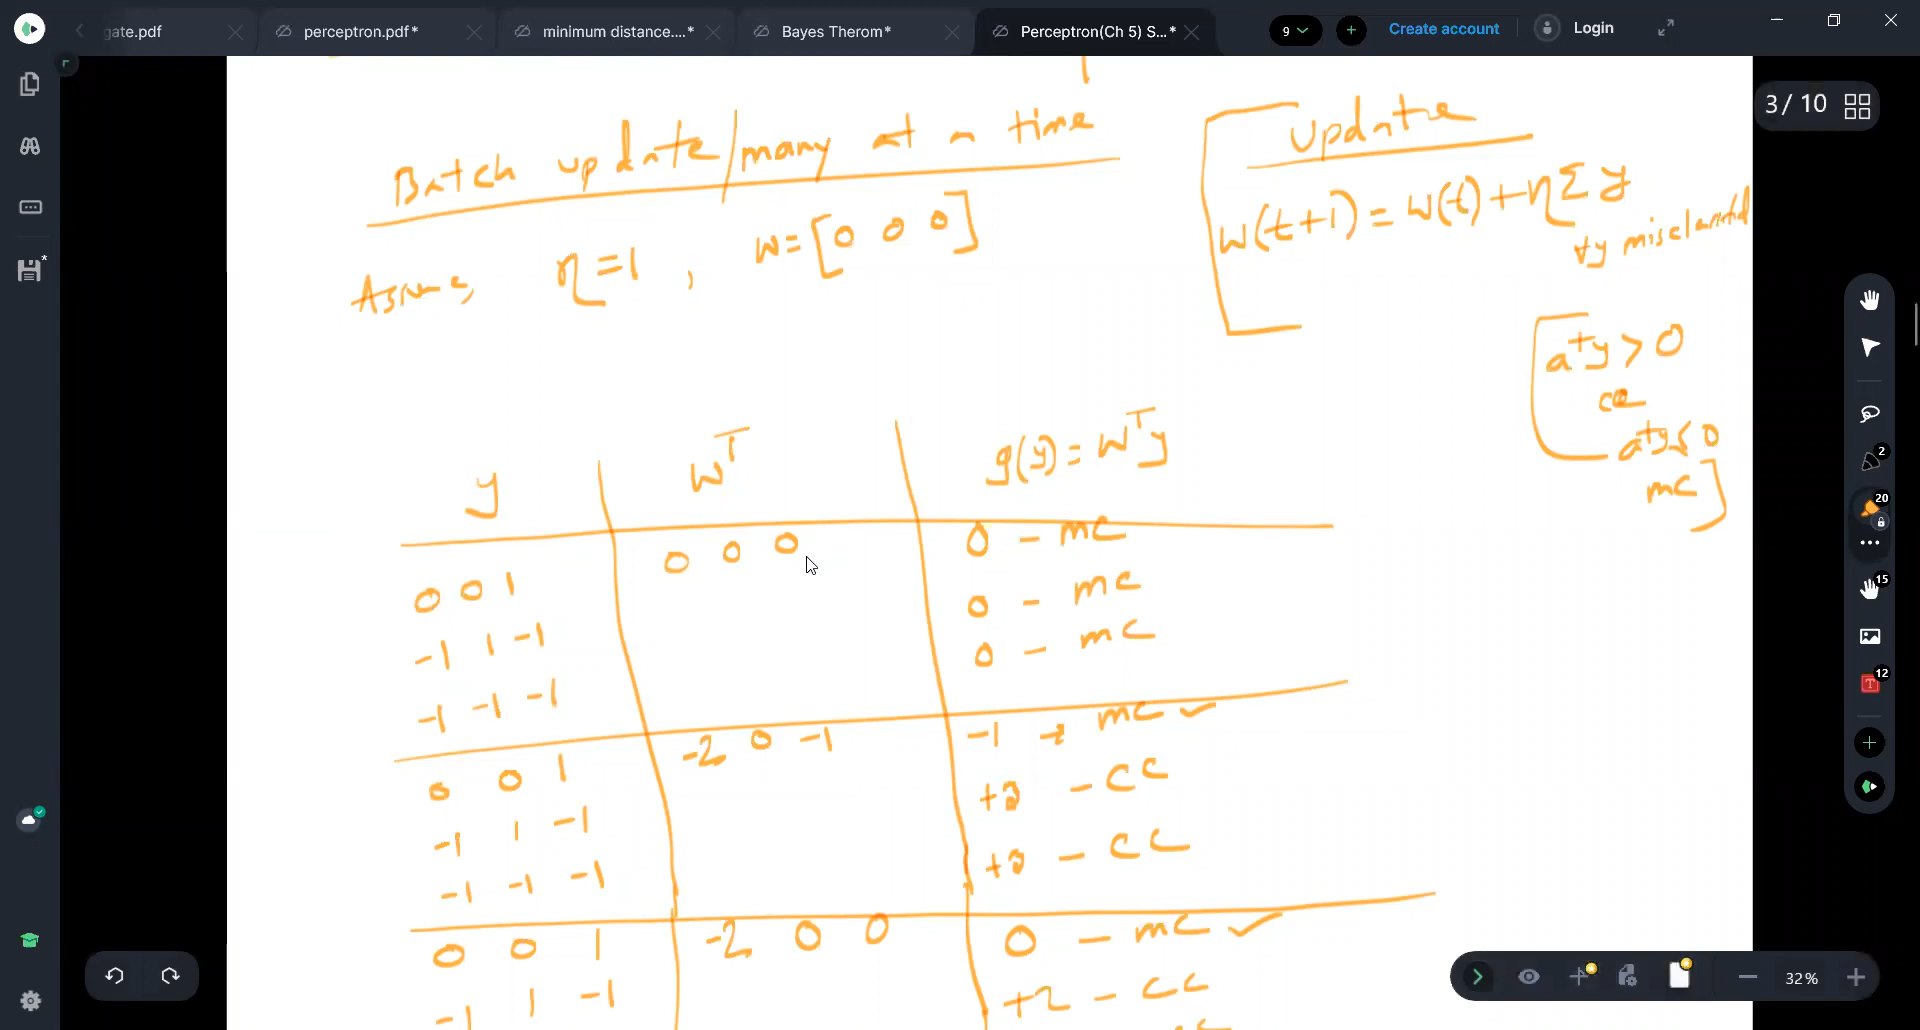 gate.pdf
perceptron.pdf*
minimum distance....*
Bayes Therom*
Perceptron(Ch 5) S...*
9
Create account
Login
3/ 10
Batch update/many at a time
Update
w(t+1) = w(t) + η Σ y
∀y misclassified
Assume, η = 1 , w = [0 0 0]
aᵗy > 0
cc
aᵗy ≤ 0
mc
y wᵀ g(y) = wᵀy
0 0 0 0 - mc
0 0 1 0 - mc
-1 1 -1 0 - mc
-1 -1 -1
-2 0 -1 -1 - mc ✓
0 0 1 +2 - cc
-1 1 -1 +2 - cc
-1 -1 -1
0 0 1 -2 0 0 0 - mc ✓
-1 1 -1 +2 - cc
2
20
15
12
32%